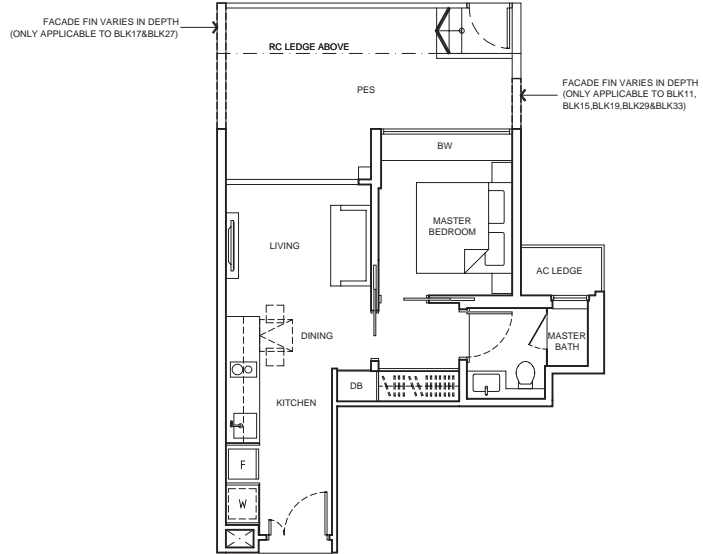 FACADE FIN VARIES IN DEPTH
(ONLY APPLICABLE TO BLK17&BLK27)
RC LEDGE ABOVE
PES
FACADE FIN VARIES IN DEPTH
(ONLY APPLICABLE TO BLK11,
BLK15,BLK19,BLK29&BLK33)
BW
MASTER
BEDROOM
LIVING
AC LEDGE
DINING
MASTER
BATH
DB
KITCHEN
F
W